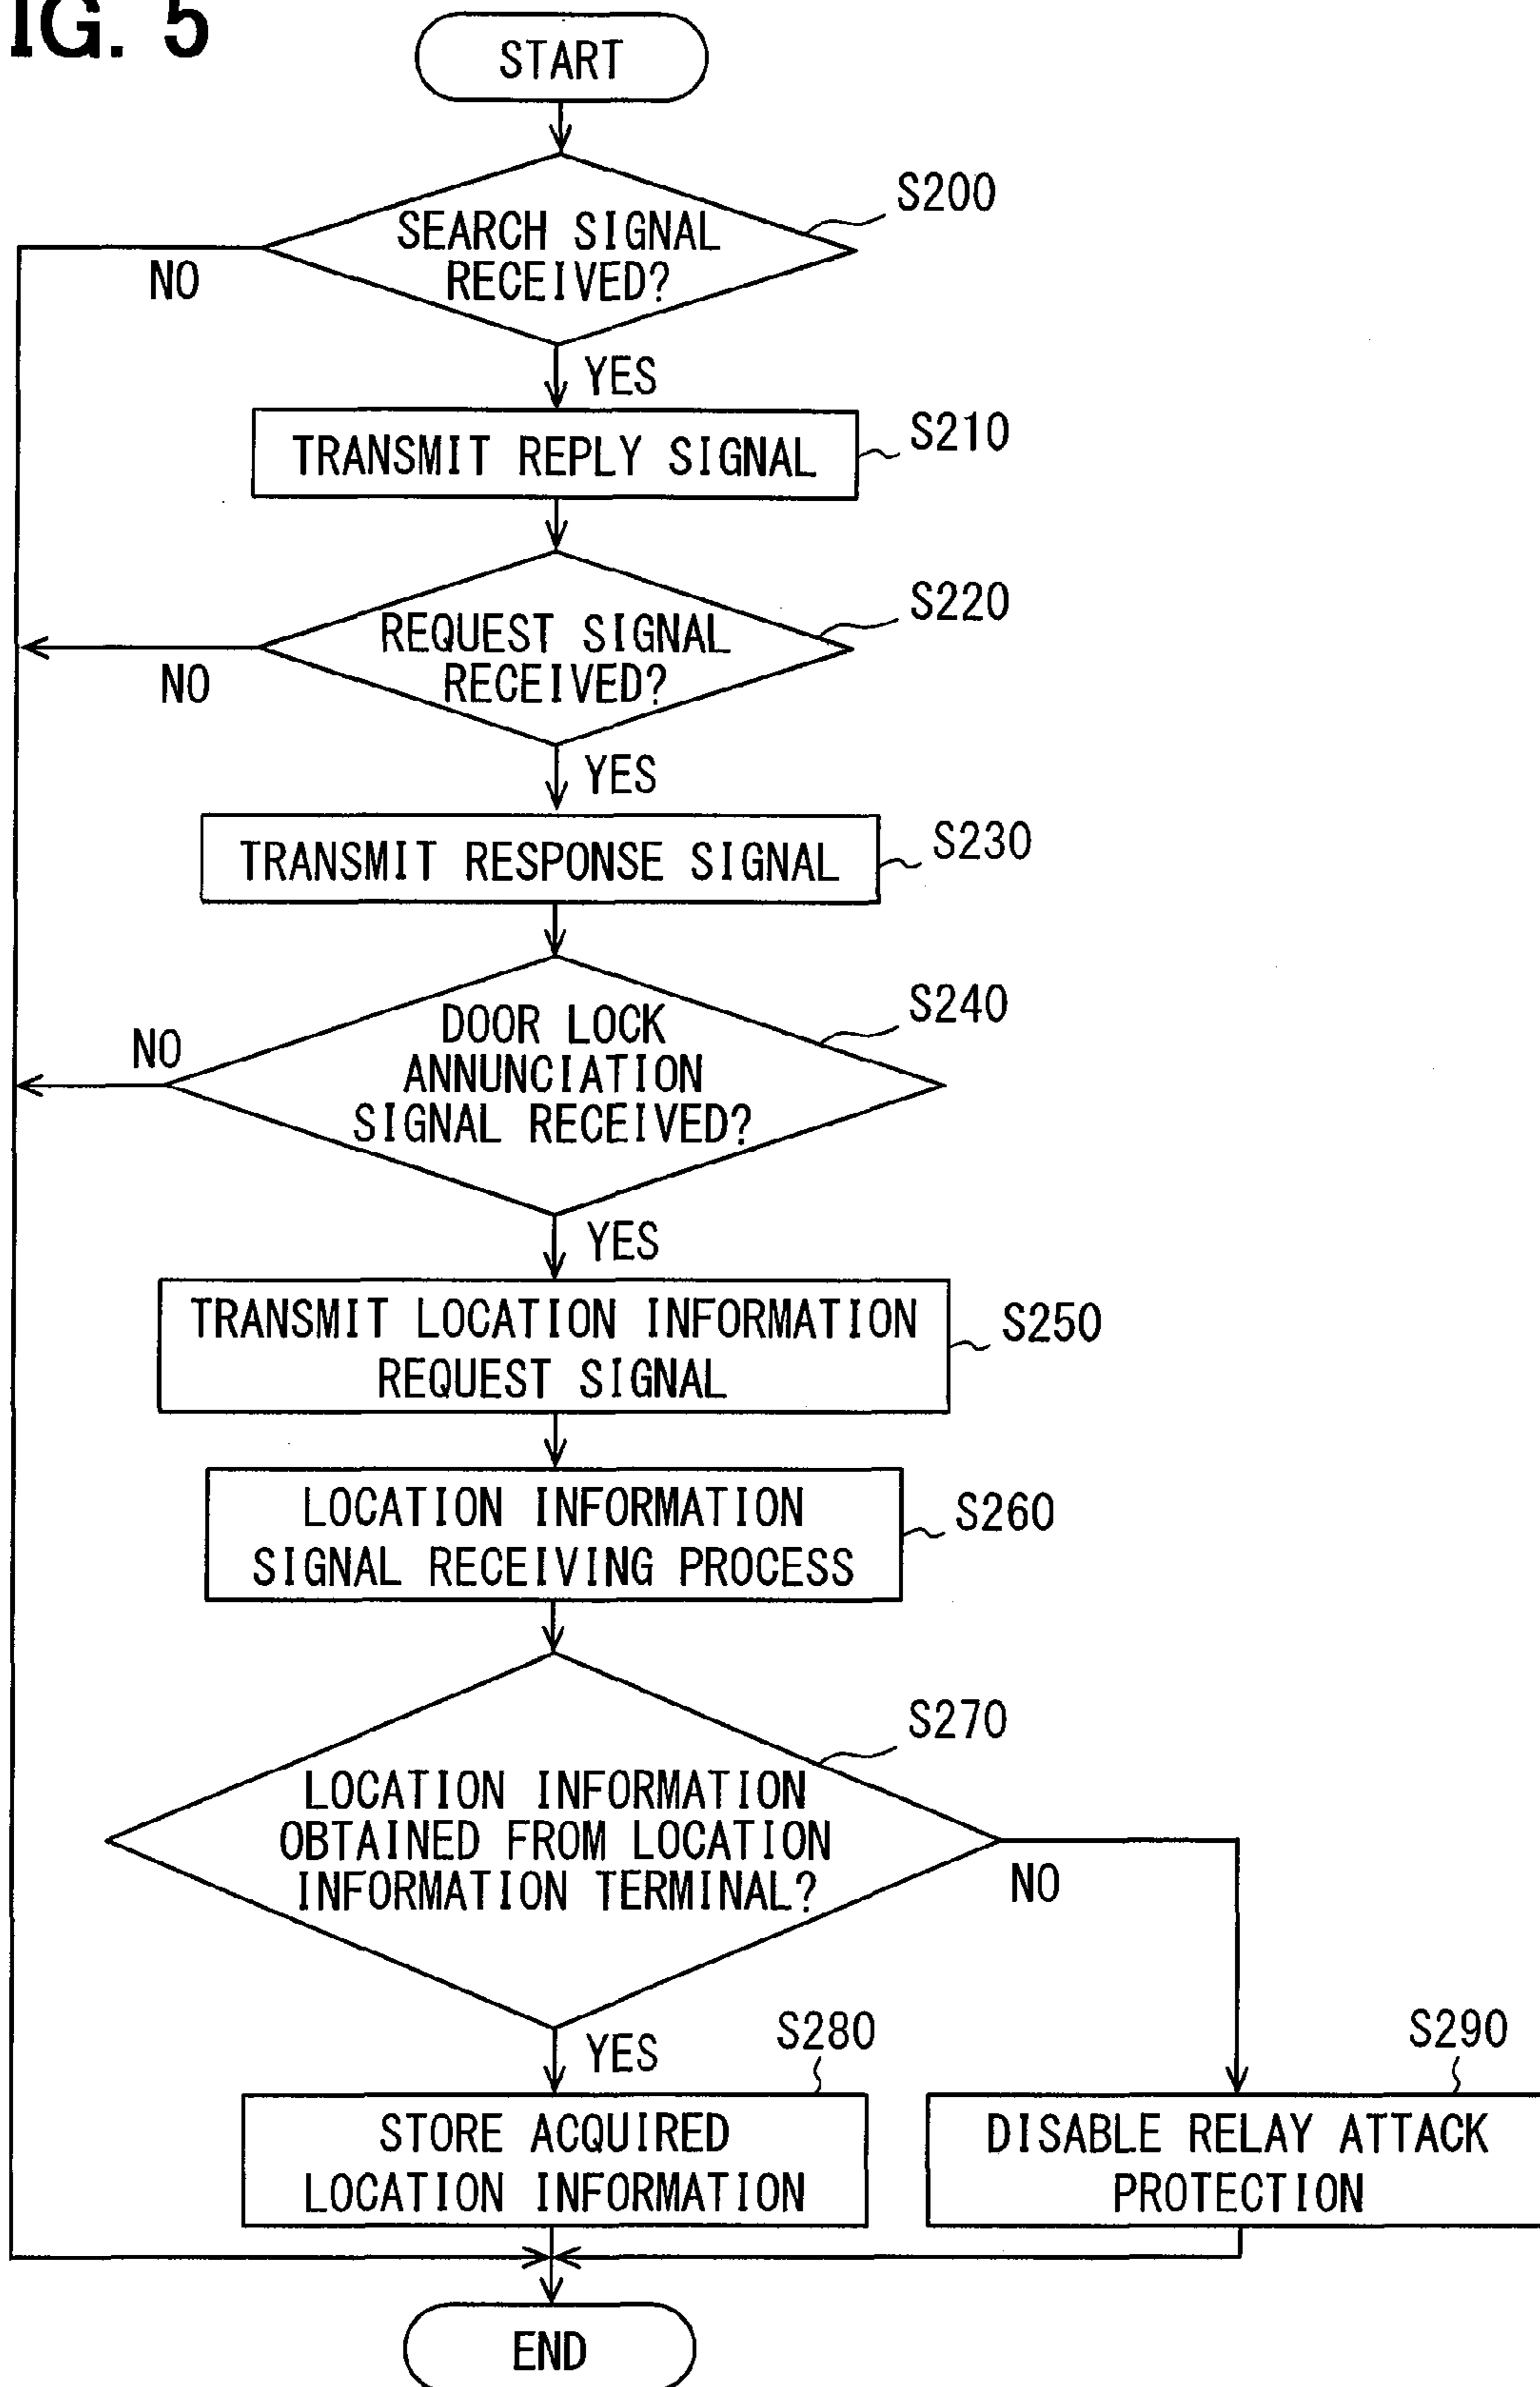 IG. 5
START
S200
SEARCH SIGNAL
RECEIVED?
NO
YES
S210
TRANSMIT REPLY SIGNAL
S220
REQUEST SIGNAL
RECEIVED?
NO
YES
S230
TRANSMIT RESPONSE SIGNAL
S240
DOOR LOCK
ANNUNCIATION
SIGNAL RECEIVED?
NO
YES
S250
TRANSMIT LOCATION INFORMATION
REQUEST SIGNAL
S260
LOCATION INFORMATION
SIGNAL RECEIVING PROCESS
S270
LOCATION INFORMATION
OBTAINED FROM LOCATION
INFORMATION TERMINAL?
NO
YES
S280
STORE ACQUIRED
LOCATION INFORMATION
S290
DISABLE RELAY ATTACK
PROTECTION
END